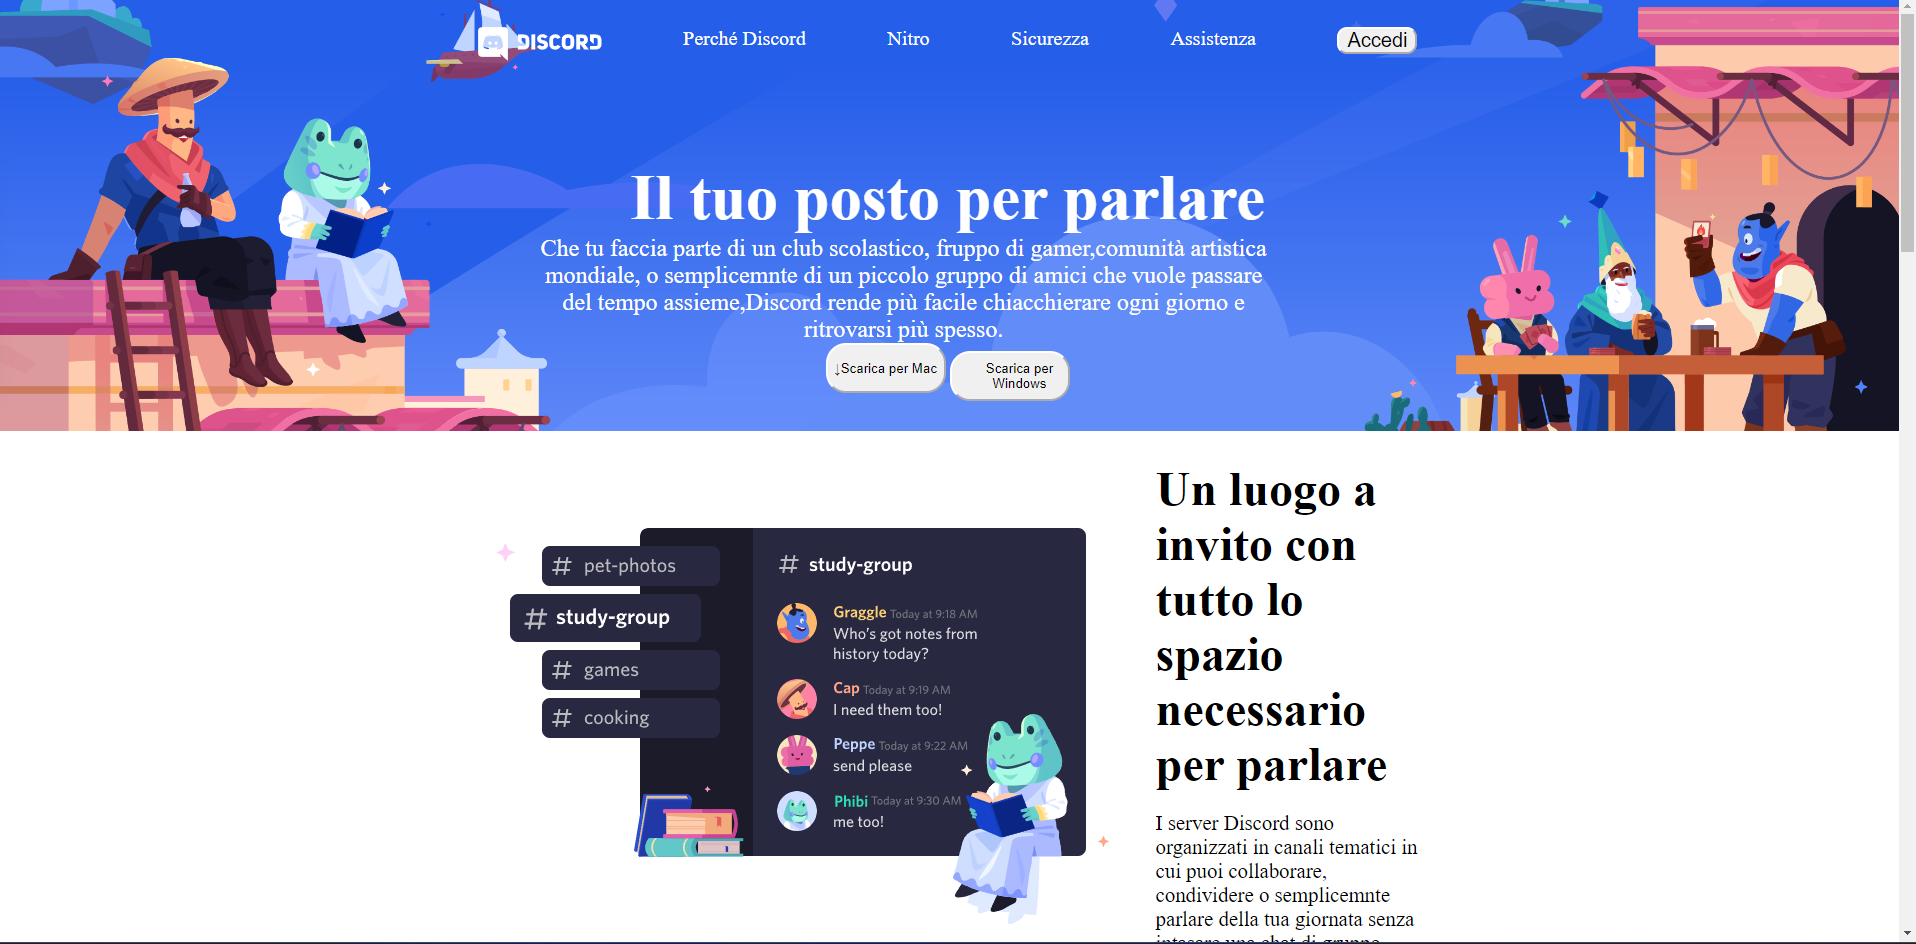 DISCORD
Perché Discord
Nitro
Sicurezza
Assistenza
Accedi
Il tuo posto per parlare
Che tu faccia parte di un club scolastico, fruppo di gamer,comunità artistica
mondiale, o semplicemnte di un piccolo gruppo di amici che vuole passare
del tempo assieme,Discord rende più facile chiacchierare ogni giorno e
ritrovarsi più spesso.
↓Scarica per Mac
Scarica per
Windows
# pet-photos
# study-group
# games
# cooking
# study-group
Graggle Today at 9:18 AM
Who's got notes from
history today?
Cap Today at 9:19 AM
I need them too!
Peppe Today at 9:22 AM
send please
Phibi Today at 9:30 AM
me too!
Un luogo a
invito con
tutto lo
spazio
necessario
per parlare
I server Discord sono
organizzati in canali tematici in
cui puoi collaborare,
condividere o semplicemnte
parlare della tua giornata senza
intasare una chat di gruppo